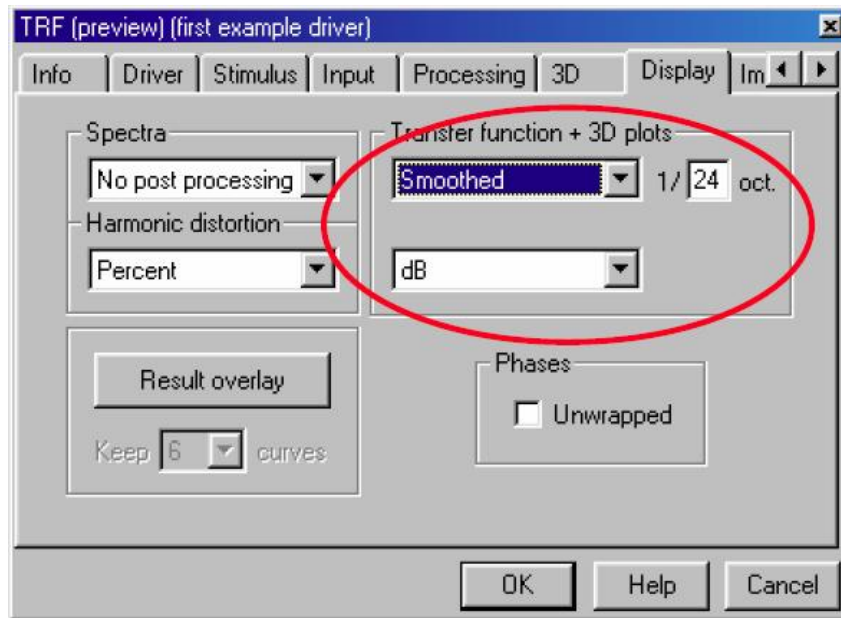 TRF (preview) (first example driver)
Info Driver Stimulus Input Processing 3D Display Im
Spectra
No post processing
Harmonic distortion
Percent
Transfer function + 3D plots
Smoothed 1/ 24 oct.
dB
Result overlay
Keep 6 curves
Phases
Unwrapped
OK Help Cancel